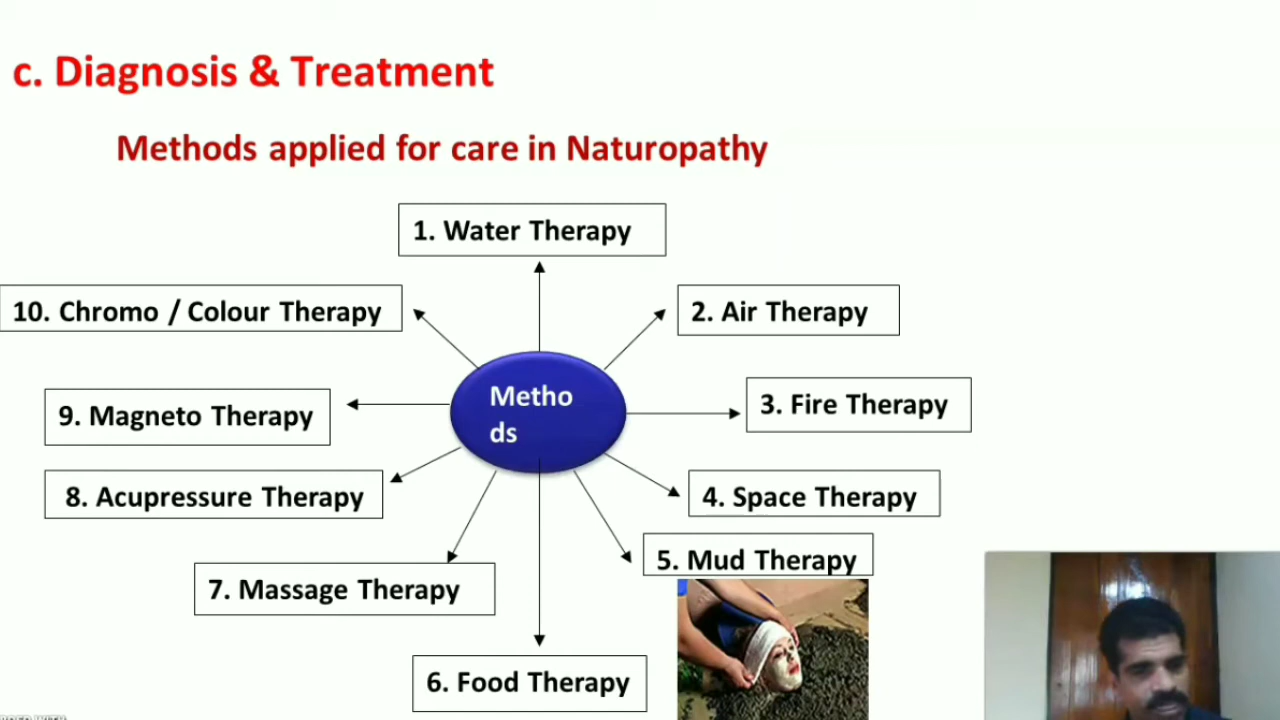 c. Diagnosis & Treatment
Methods applied for care in Naturopathy
1. Water Therapy
10. Chromo / Colour Therapy
2. Air Therapy
Metho
ds
3. Fire Therapy
9. Magneto Therapy
8. Acupressure Therapy
4. Space Therapy
5. Mud Therapy
7. Massage Therapy
6. Food Therapy